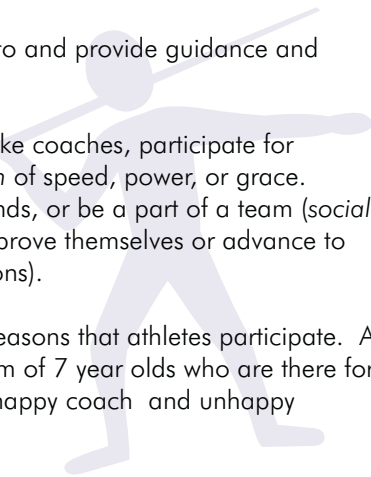 to and provide guidance and
ke coaches, participate for
n of speed, power, or grace.
nds, or be a part of a team (social
prove themselves or advance to
ons).
easons that athletes participate.  A
m of 7 year olds who are there for
happy coach  and unhappy